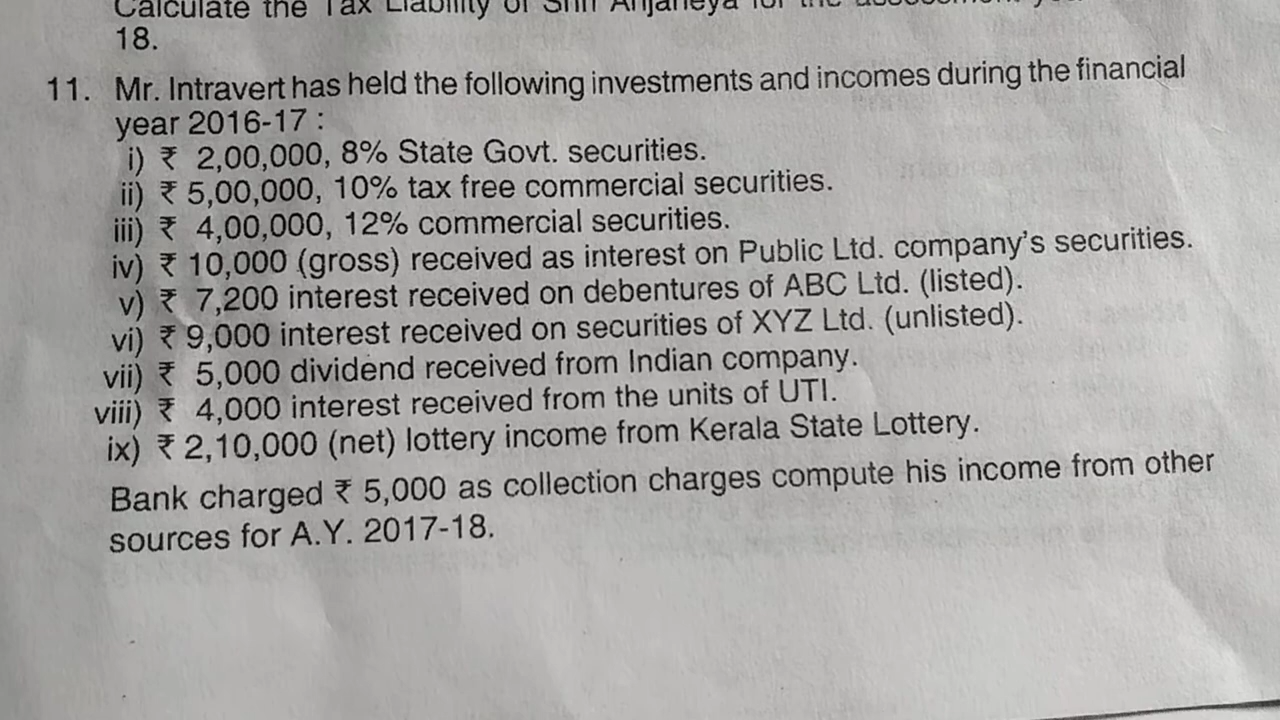 Calculate the Tax Liability of Shri Anjaneya for the assessment
18.
11. Mr. Intravert has held the following investments and incomes during the financial
year 2016-17 :
i) ₹ 2,00,000, 8% State Govt. securities.
ii) ₹ 5,00,000, 10% tax free commercial securities.
iii) ₹ 4,00,000, 12% commercial securities.
iv) ₹ 10,000 (gross) received as interest on Public Ltd. company's securities.
v) ₹ 7,200 interest received on debentures of ABC Ltd. (listed).
vi) ₹ 9,000 interest received on securities of XYZ Ltd. (unlisted).
vii) ₹ 5,000 dividend received from Indian company.
viii) ₹ 4,000 interest received from the units of UTI.
ix) ₹ 2,10,000 (net) lottery income from Kerala State Lottery.
Bank charged ₹ 5,000 as collection charges compute his income from other
sources for A.Y. 2017-18.